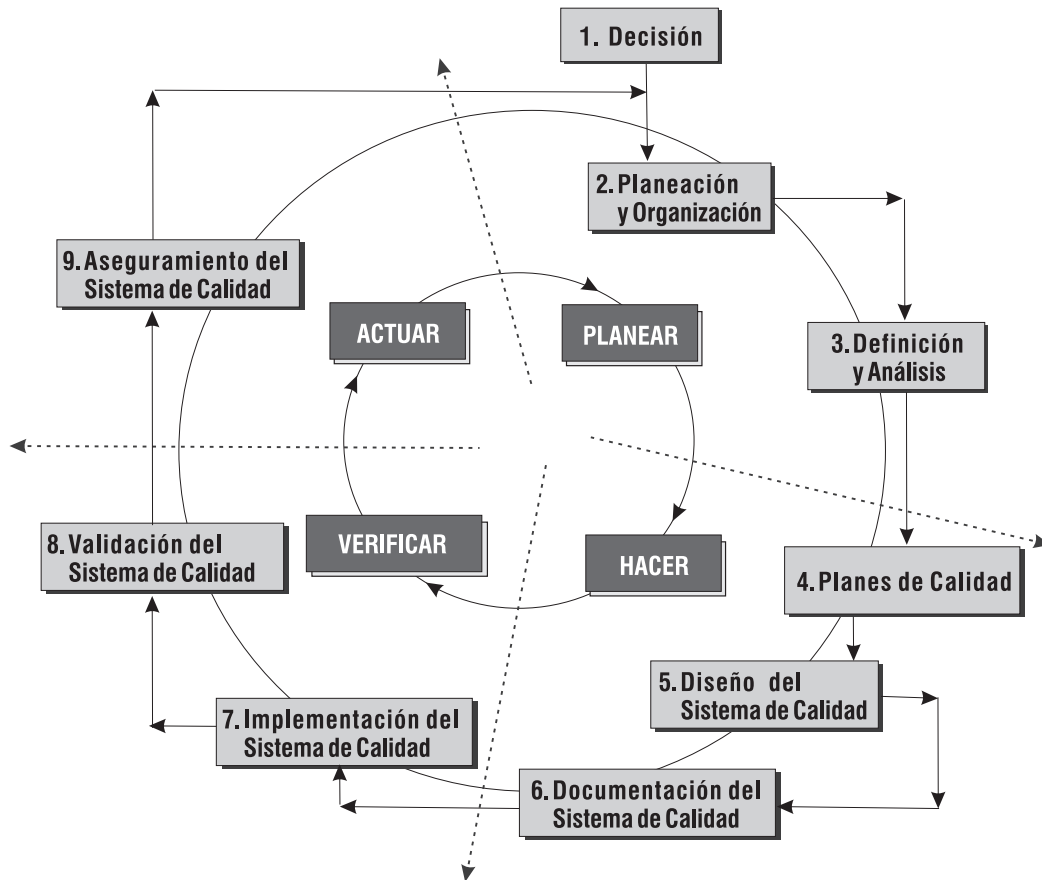 1. Decisión
2. Planeación
y Organización
9. Aseguramiento del
Sistema de Calidad
ACTUAR
PLANEAR
3. Definición
y Análisis
8. Validación del
Sistema de Calidad
VERIFICAR
HACER
4. Planes de Calidad
5. Diseño del
Sistema de Calidad
7. Implementación del
Sistema de Calidad
6. Documentación del
Sistema de Calidad